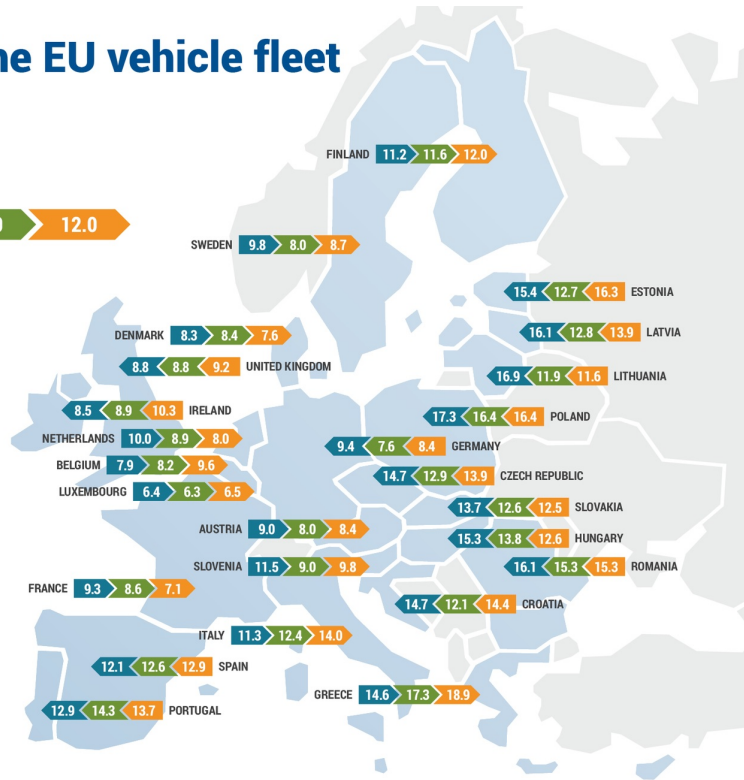 he EU vehicle fleet
FINLAND 11.2 11.6 12.0
12.0
SWEDEN 9.8 8.0 8.7
15.4 12.7 16.3 ESTONIA
DENMARK 8.3 8.4 7.6
16.1 12.8 13.9 LATVIA
8.8 8.8 9.2 UNITED KINGDOM
16.9 11.9 11.6 LITHUANIA
8.5 8.9 10.3 IRELAND
17.3 16.4 16.4 POLAND
NETHERLANDS 10.0 8.9 8.0
9.4 7.6 8.4 GERMANY
BELGIUM 7.9 8.2 9.6
14.7 12.9 13.9 CZECH REPUBLIC
LUXEMBOURG 6.4 6.3 6.5
13.7 12.6 12.5 SLOVAKIA
AUSTRIA 9.0 8.0 8.4
15.3 13.8 12.6 HUNGARY
SLOVENIA 11.5 9.0 9.8
16.1 15.3 15.3 ROMANIA
FRANCE 9.3 8.6 7.1
14.7 12.1 14.4 CROATIA
ITALY 11.3 12.4 14.0
12.1 12.6 12.9 SPAIN
GREECE 14.6 17.3 18.9
12.9 14.3 13.7 PORTUGAL